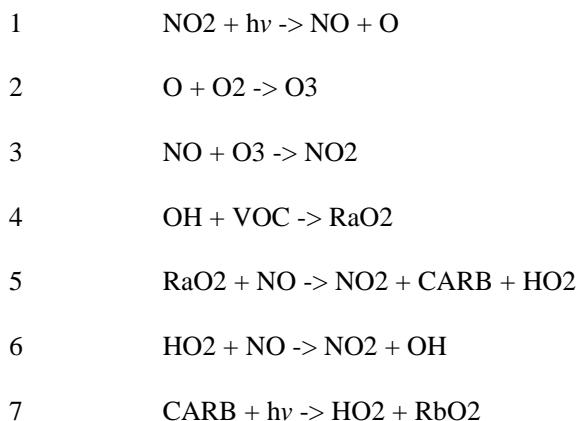 1 NO2 + hv -> NO + O
2 O + O2 -> O3
3 NO + O3 -> NO2
4 OH + VOC -> RaO2
5 RaO2 + NO -> NO2 + CARB + HO2
6 HO2 + NO -> NO2 + OH
7 CARB + hv -> HO2 + RbO2